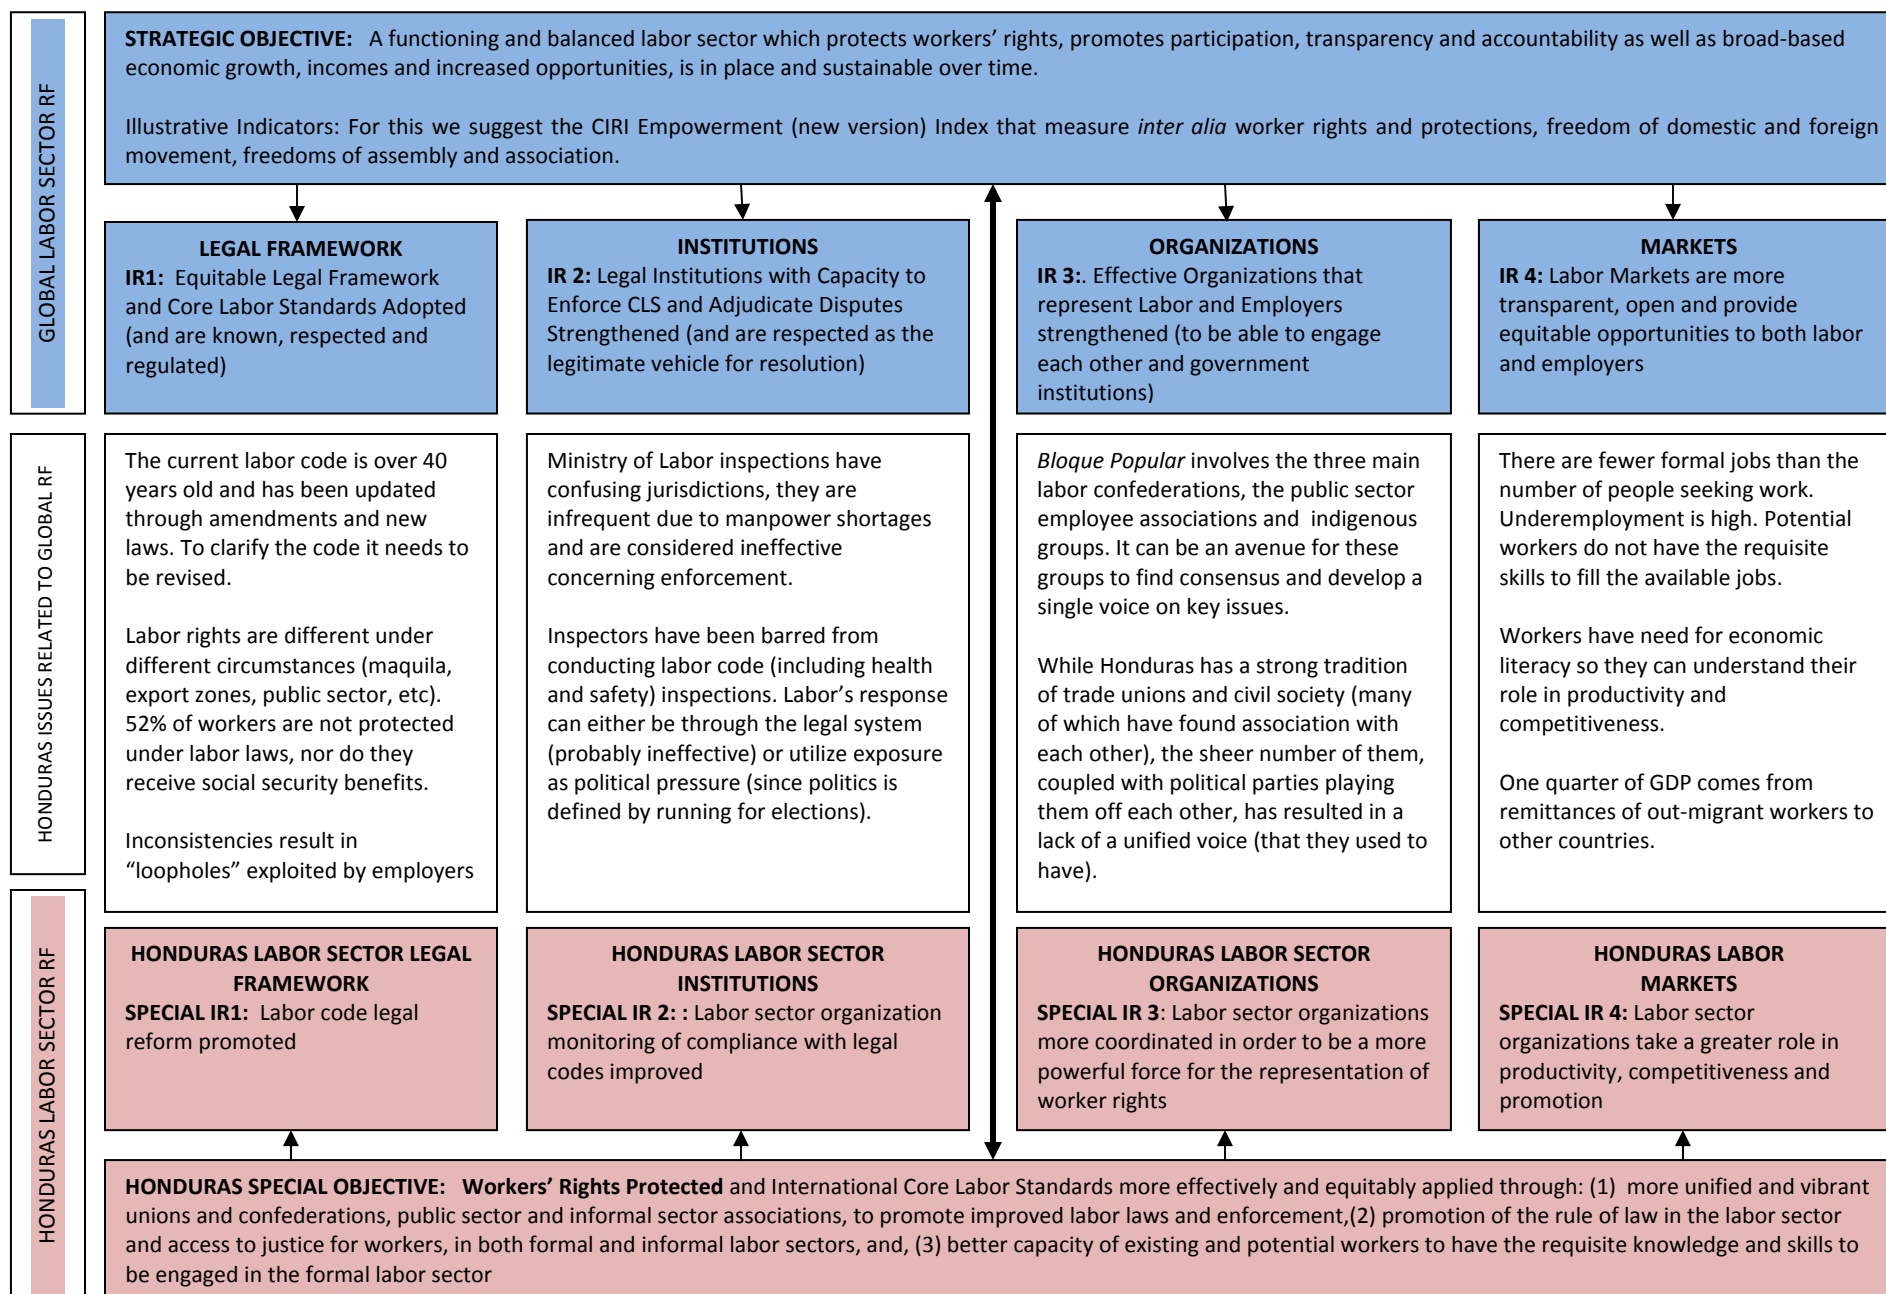 GLOBAL LABOR SECTOR RF
STRATEGIC OBJECTIVE: A functioning and balanced labor sector which protects workers’ rights, promotes participation, transparency and accountability as well as broad-based
economic growth, incomes and increased opportunities, is in place and sustainable over time.
Illustrative Indicators: For this we suggest the CIRI Empowerment (new version) Index that measure inter alia worker rights and protections, freedom of domestic and foreign
movement, freedoms of assembly and association.
LEGAL FRAMEWORK
IR1: Equitable Legal Framework
and Core Labor Standards Adopted
(and are known, respected and
regulated)
INSTITUTIONS
IR 2: Legal Institutions with Capacity to
Enforce CLS and Adjudicate Disputes
Strengthened (and are respected as the
legitimate vehicle for resolution)
ORGANIZATIONS
IR 3:. Effective Organizations that
represent Labor and Employers
strengthened (to be able to engage
each other and government
institutions)
MARKETS
IR 4: Labor Markets are more
transparent, open and provide
equitable opportunities to both labor
and employers
HONDURAS ISSUES RELATED TO GLOBAL RF
The current labor code is over 40
years old and has been updated
through amendments and new
laws. To clarify the code it needs to
be revised.
Labor rights are different under
different circumstances (maquila,
export zones, public sector, etc).
52% of workers are not protected
under labor laws, nor do they
receive social security benefits.
Inconsistencies result in
“loopholes” exploited by employers
Ministry of Labor inspections have
confusing jurisdictions, they are
infrequent due to manpower shortages
and are considered ineffective
concerning enforcement.
Inspectors have been barred from
conducting labor code (including health
and safety) inspections. Labor’s response
can either be through the legal system
(probably ineffective) or utilize exposure
as political pressure (since politics is
defined by running for elections).
Bloque Popular involves the three main
labor confederations, the public sector
employee associations and indigenous
groups. It can be an avenue for these
groups to find consensus and develop a
single voice on key issues.
While Honduras has a strong tradition
of trade unions and civil society (many
of which have found association with
each other), the sheer number of them,
coupled with political parties playing
them off each other, has resulted in a
lack of a unified voice (that they used to
have).
There are fewer formal jobs than the
number of people seeking work.
Underemployment is high. Potential
workers do not have the requisite
skills to fill the available jobs.
Workers have need for economic
literacy so they can understand their
role in productivity and
competitiveness.
One quarter of GDP comes from
remittances of out-migrant workers to
other countries.
HONDURAS LABOR SECTOR RF
HONDURAS LABOR SECTOR LEGAL
FRAMEWORK
SPECIAL IR1: Labor code legal
reform promoted
HONDURAS LABOR SECTOR
INSTITUTIONS
SPECIAL IR 2: : Labor sector organization
monitoring of compliance with legal
codes improved
HONDURAS LABOR SECTOR
ORGANIZATIONS
SPECIAL IR 3: Labor sector organizations
more coordinated in order to be a more
powerful force for the representation of
worker rights
HONDURAS LABOR
MARKETS
SPECIAL IR 4: Labor sector
organizations take a greater role in
productivity, competitiveness and
promotion
HONDURAS SPECIAL OBJECTIVE: Workers’ Rights Protected and International Core Labor Standards more effectively and equitably applied through: (1) more unified and vibrant
unions and confederations, public sector and informal sector associations, to promote improved labor laws and enforcement,(2) promotion of the rule of law in the labor sector
and access to justice for workers, in both formal and informal labor sectors, and, (3) better capacity of existing and potential workers to have the requisite knowledge and skills to
be engaged in the formal labor sector